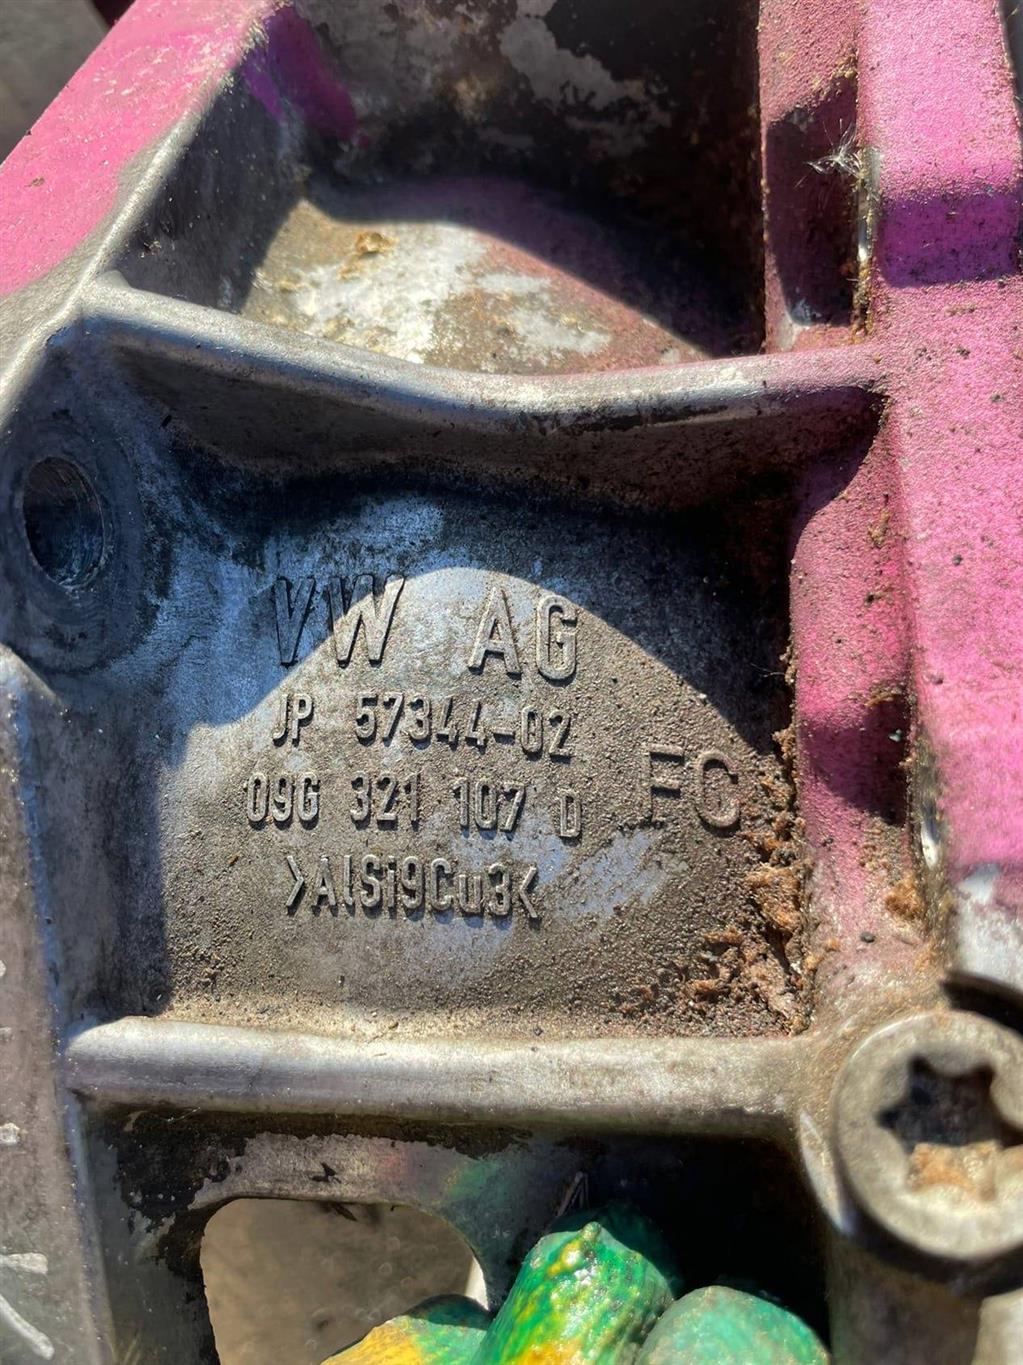 VW AG
JP 57344-02
09G 321 107 D
FC
>AlSi9Cu3<